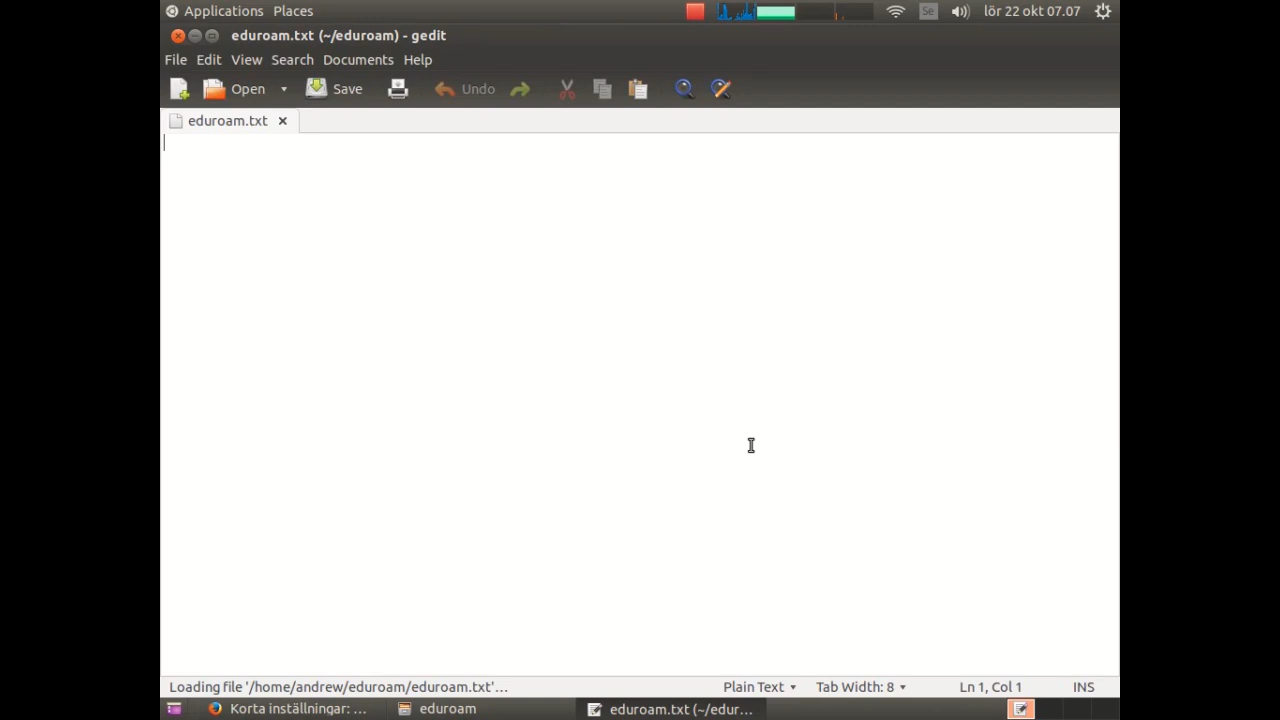 Applications Places Se lör 22 okt 07.07
eduroam.txt (~/eduroam) - gedit
File Edit View Search Documents Help
Open Save Undo
eduroam.txt
Loading file '/home/andrew/eduroam/eduroam.txt'… Plain Text Tab Width: 8 Ln 1, Col 1 INS
Korta inställningar: … eduroam eduroam.txt (~/edur…